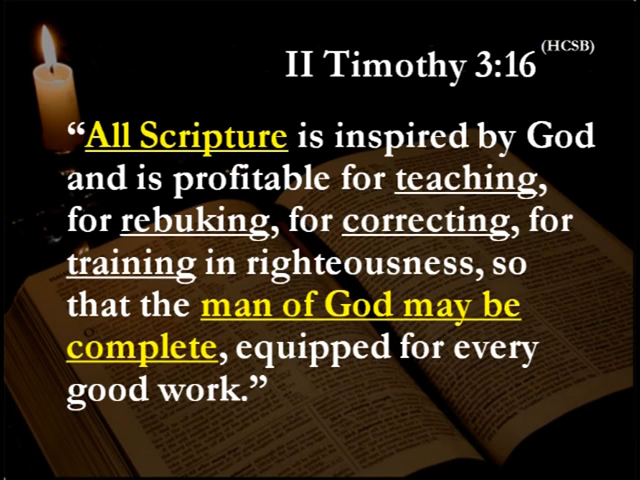 II Timothy 3:16 (HCSB)
“All Scripture is inspired by God
and is profitable for teaching,
for rebuking, for correcting, for
training in righteousness, so
that the man of God may be
complete, equipped for every
good work.”